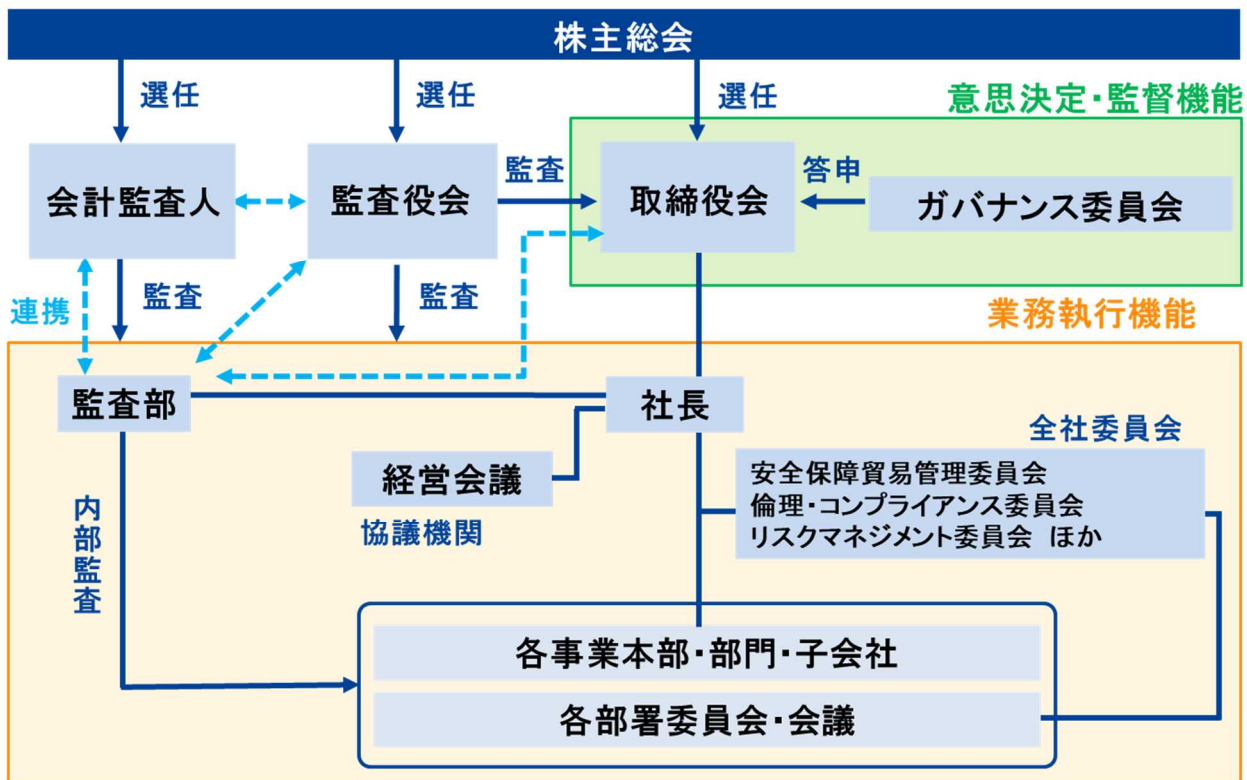 株主総会
選任
選任
選任
意思決定・監督機能
会計監査人
監査役会
監査
取締役会
答申
ガバナンス委員会
連携
監査
監査
業務執行機能
監査部
社長
全社委員会
経営会議
協議機関
安全保障貿易管理委員会
倫理・コンプライアンス委員会
リスクマネジメント委員会 ほか
内部監査
各事業本部・部門・子会社
各部署委員会・会議